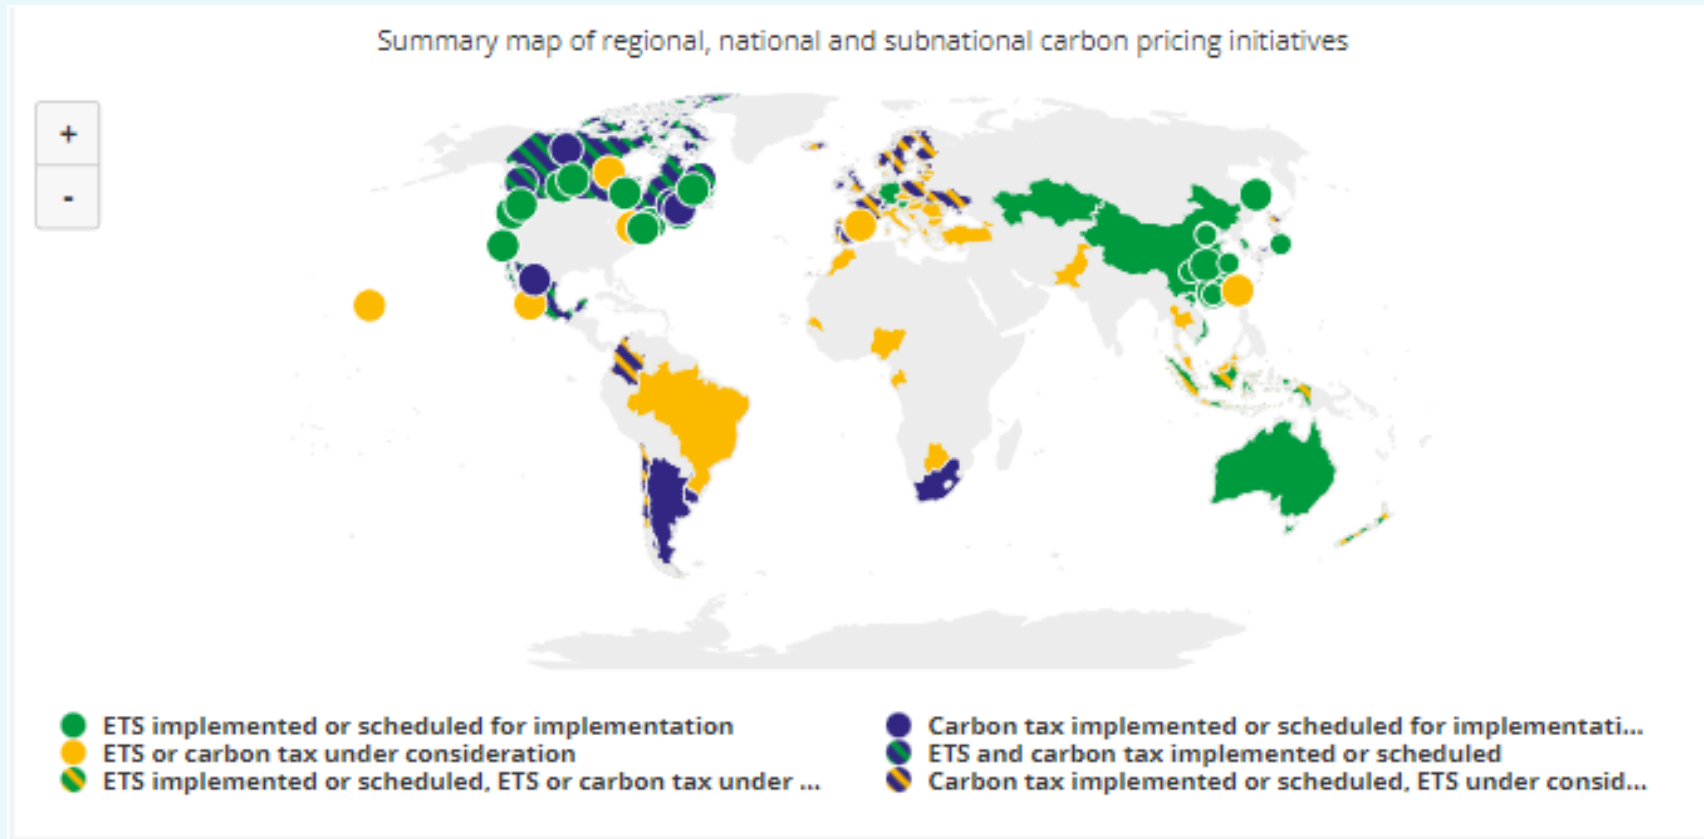 Summary map of regional, national and subnational carbon pricing initiatives
+
-
ETS implemented or scheduled for implementation
Carbon tax implemented or scheduled for implementati...
ETS or carbon tax under consideration
ETS and carbon tax implemented or scheduled
ETS implemented or scheduled, ETS or carbon tax under ...
Carbon tax implemented or scheduled, ETS under consid...